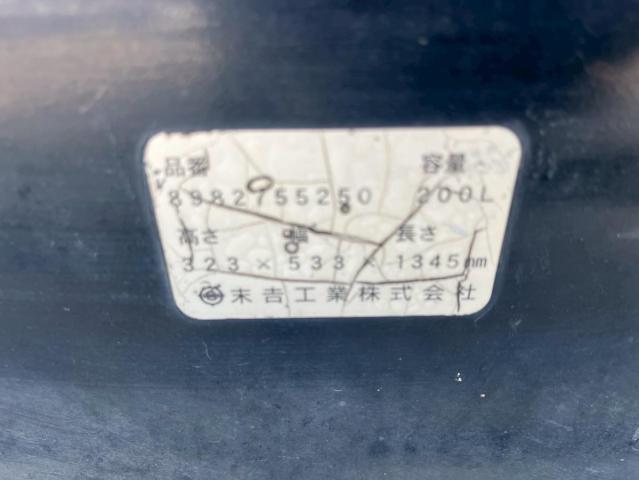 品番 容量
8982755250 200L
高さ 幅 長さ
323 × 533 × 1345mm
末吉工業株式会社